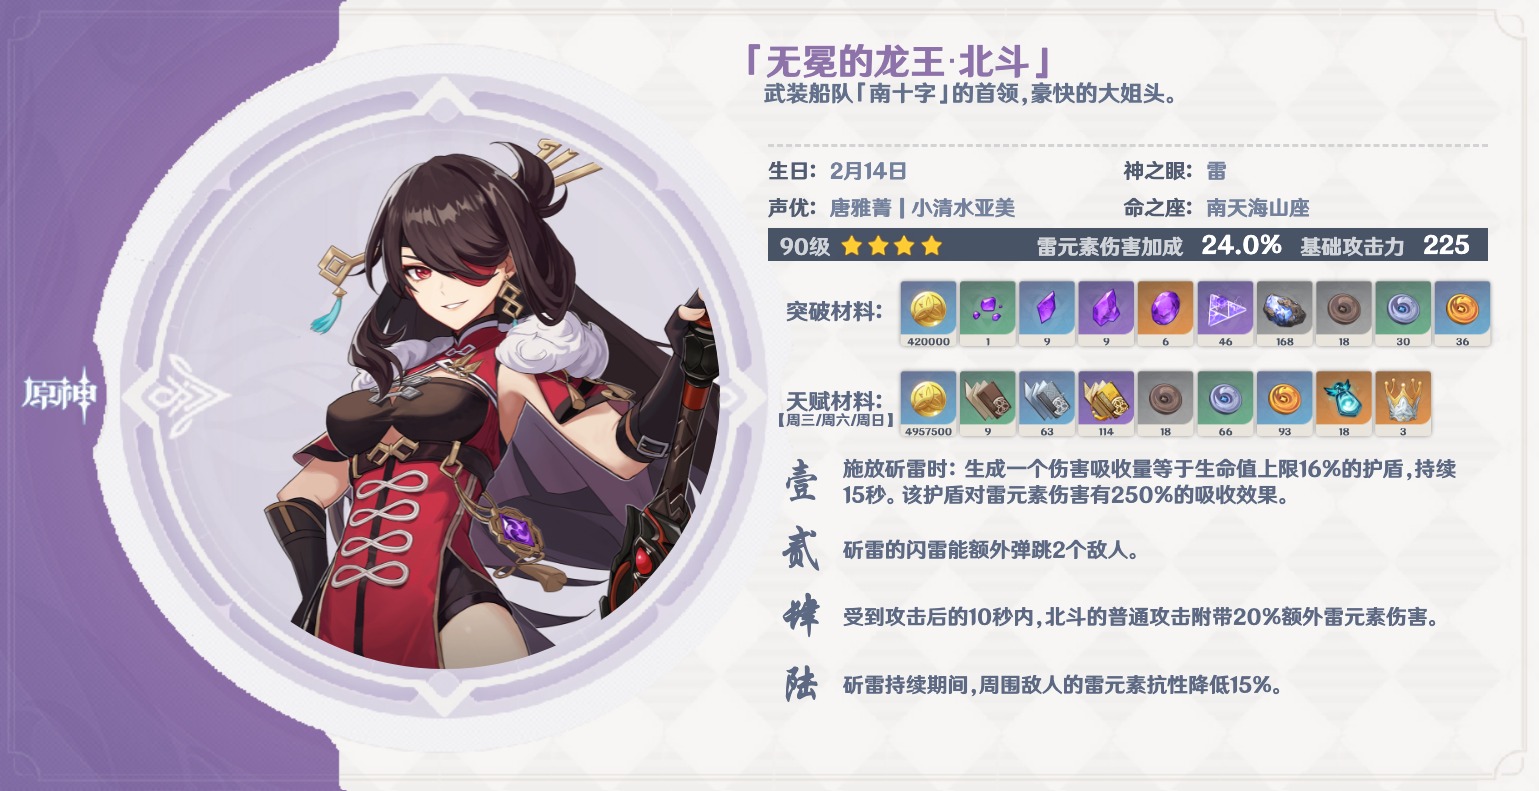 原神
「无冕的龙王·北斗」
武装船队「南十字」的首领,豪快的大姐头。
生日: 2月14日
神之眼: 雷
声优: 唐雅菁 | 小清水亚美
命之座: 南天海山座
90级 雷元素伤害加成 24.0% 基础攻击力 225
突破材料:
420000 1 9 9 6 46 168 18 30 36
天赋材料:
【周三/周六/周日】
4957500 9 63 114 18 66 93 18 3
壹
施放斫雷时: 生成一个伤害吸收量等于生命值上限16%的护盾,持续
15秒。该护盾对雷元素伤害有250%的吸收效果。
贰
斫雷的闪雷能额外弹跳2个敌人。
肆
受到攻击后的10秒内,北斗的普通攻击附带20%额外雷元素伤害。
陆
斫雷持续期间,周围敌人的雷元素抗性降低15%。